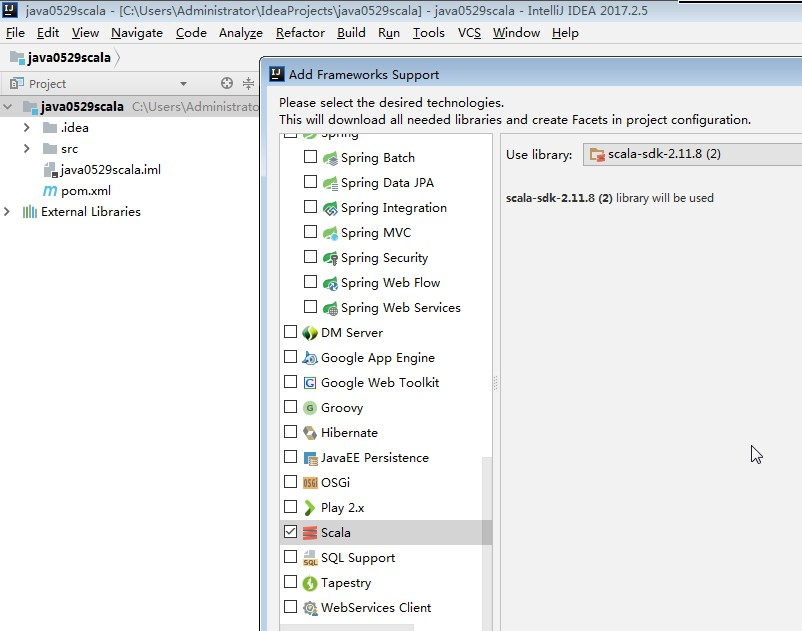 java0529scala - [C:\Users\Administrator\IdeaProjects\java0529scala] - java0529scala - IntelliJ IDEA 2017.2.5
File Edit View Navigate Code Analyze Refactor Build Run Tools VCS Window Help
java0529scala
Project
java0529scala C:\Users\Administrato
.idea
src
java0529scala.iml
pom.xml
External Libraries
Add Frameworks Support
Please select the desired technologies.
This will download all needed libraries and create Facets in project configuration.
Spring
Spring Batch
Spring Data JPA
Spring Integration
Spring MVC
Spring Security
Spring Web Flow
Spring Web Services
DM Server
Google App Engine
Google Web Toolkit
Groovy
Hibernate
JavaEE Persistence
OSGi
Play 2.x
Scala
SQL Support
Tapestry
WebServices Client
Use library: scala-sdk-2.11.8 (2)
scala-sdk-2.11.8 (2) library will be used